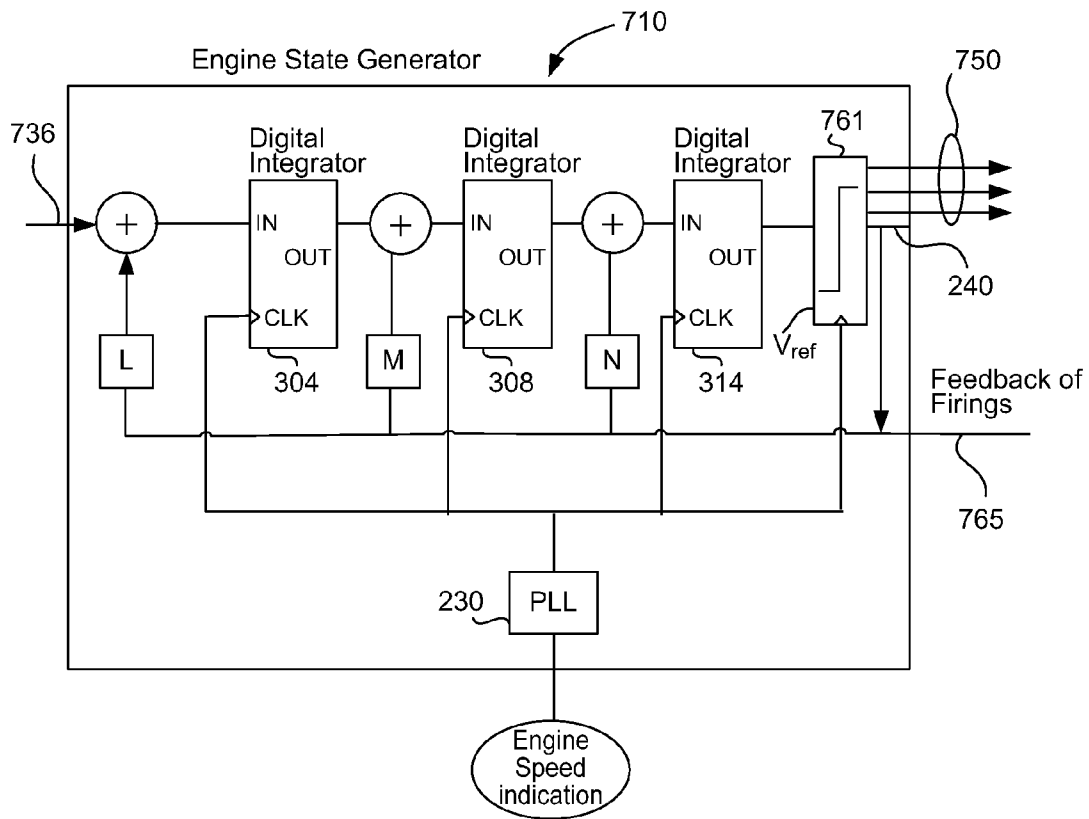 710
Engine State Generator
750
736
761
Digital
Integrator
Digital
Integrator
Digital
Integrator
+
+
+
IN
OUT
CLK
IN
OUT
CLK
IN
OUT
CLK
240
Vref
L
304
M
308
N
314
Feedback of
Firings
765
230
PLL
Engine
Speed
indication